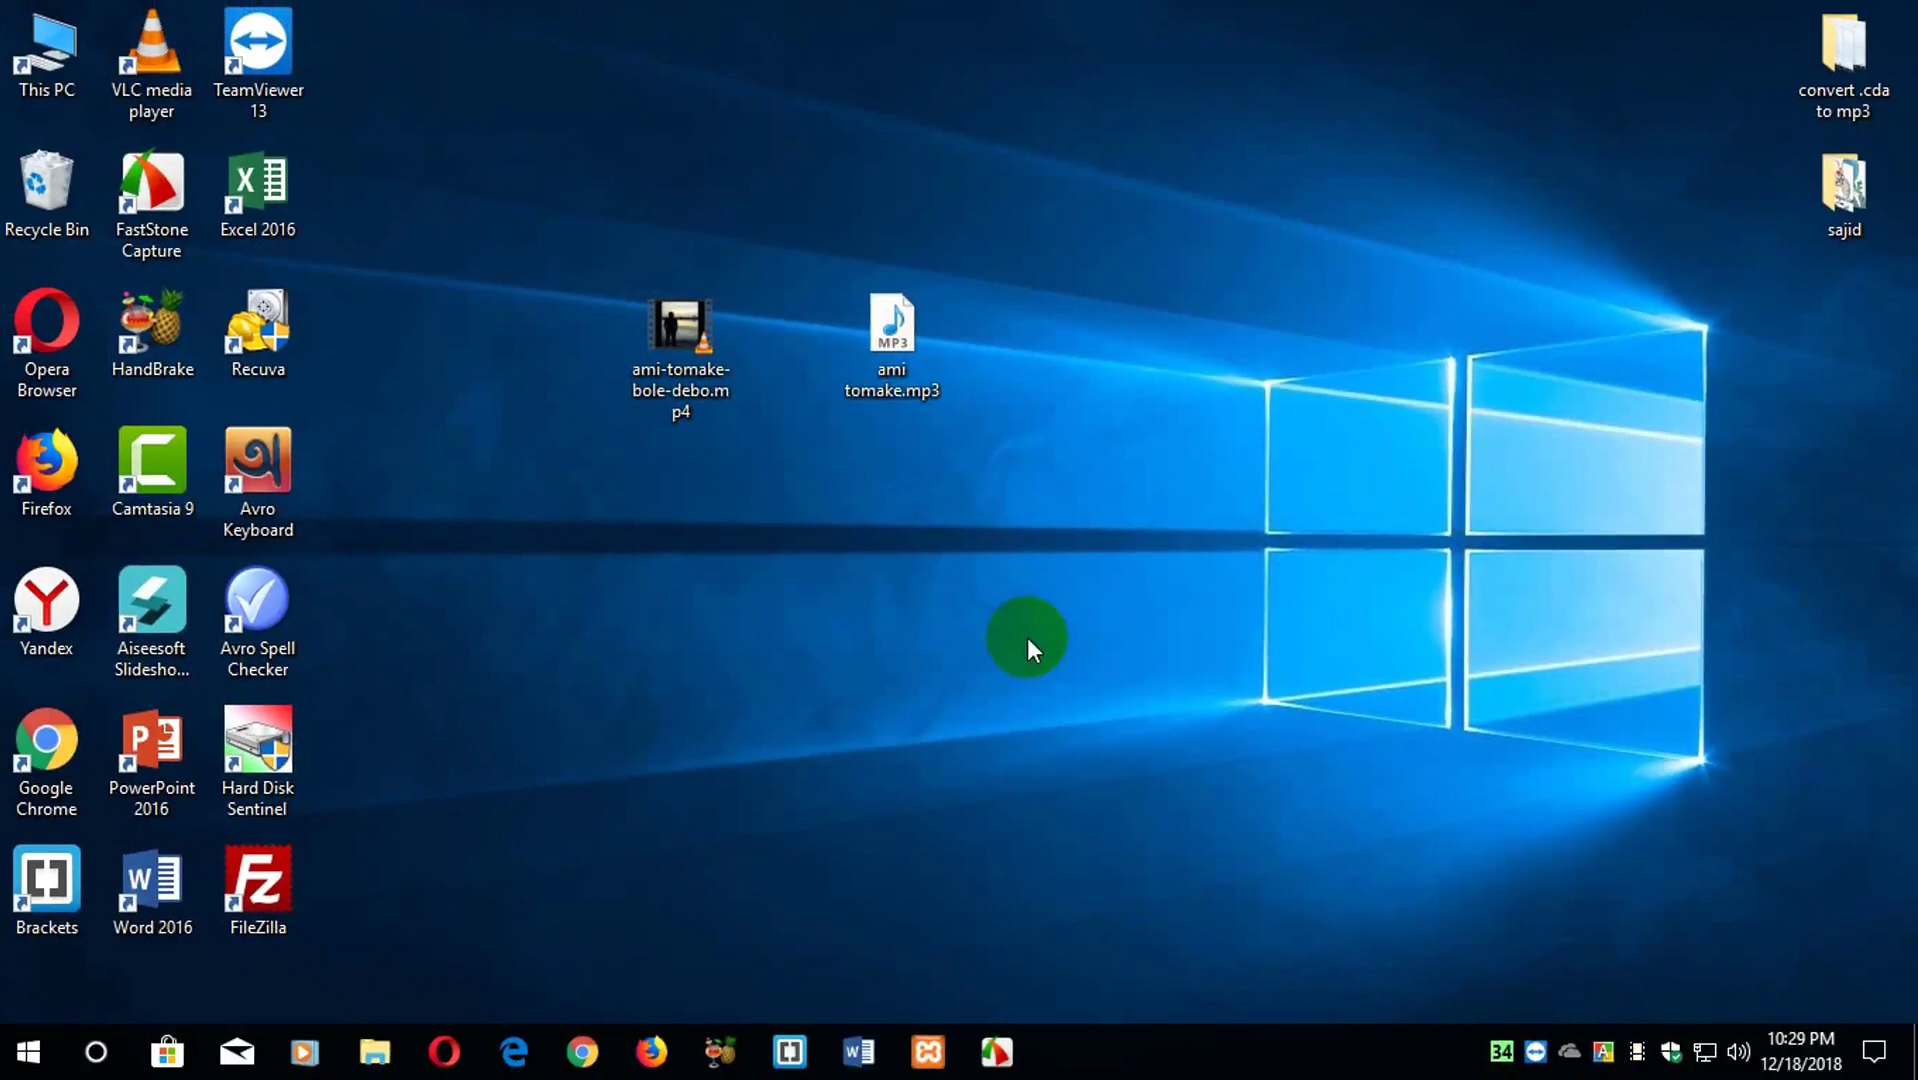 This PC
VLC media
player
TeamViewer
13
Recycle Bin
FastStone
Capture
X
Excel 2016
Opera
Browser
HandBrake
Recuva
Firefox
Camtasia 9
অ
Avro
Keyboard
Yandex
Aiseesoft
Slidesho...
Avro Spell
Checker
Google
Chrome
P
PowerPoint
2016
Hard Disk
Sentinel
Brackets
W
Word 2016
Fz
FileZilla
ami-tomake-
bole-debo.m
p4
MP3
ami
tomake.mp3
convert .cda
to mp3
sajid
W
34
A
10:29 PM
12/18/2018